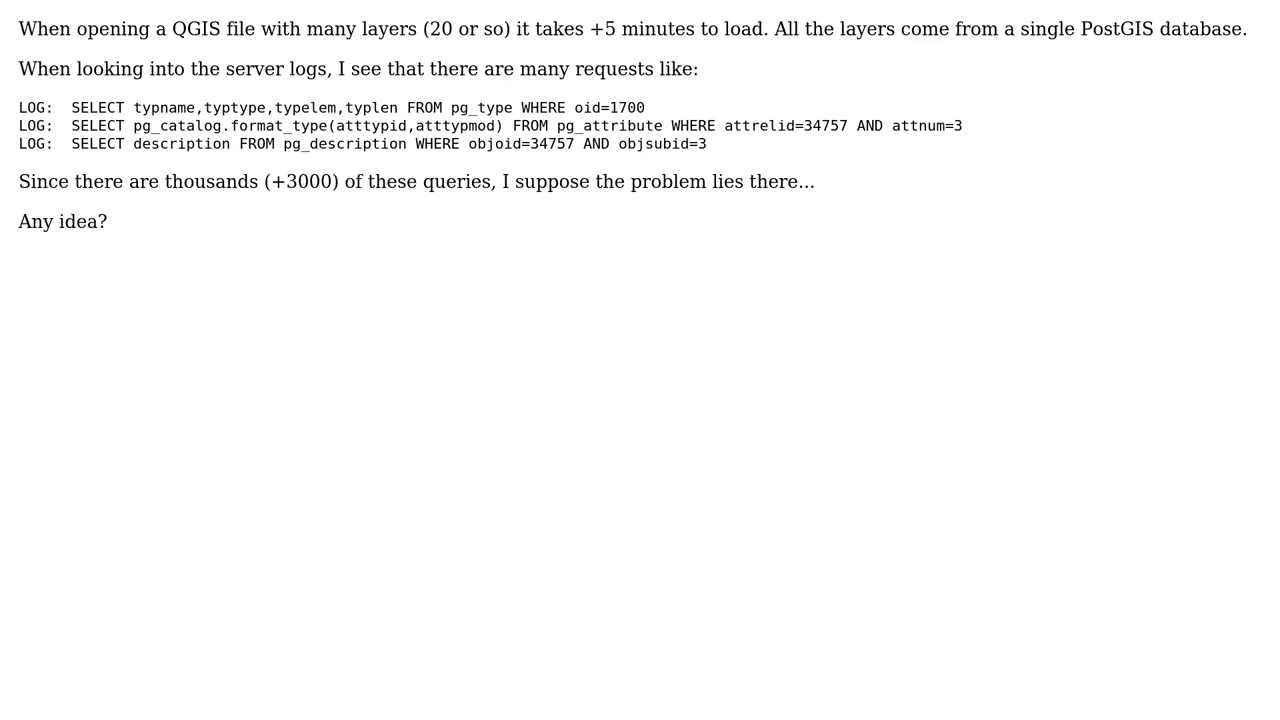 When opening a QGIS file with many layers (20 or so) it takes +5 minutes to load. All the layers come from a single PostGIS database.
When looking into the server logs, I see that there are many requests like:
LOG:  SELECT typname,typtype,typelem,typlen FROM pg_type WHERE oid=1700
LOG:  SELECT pg_catalog.format_type(atttypid,atttypmod) FROM pg_attribute WHERE attrelid=34757 AND attnum=3
LOG:  SELECT description FROM pg_description WHERE objoid=34757 AND objsubid=3
Since there are thousands (+3000) of these queries, I suppose the problem lies there...
Any idea?